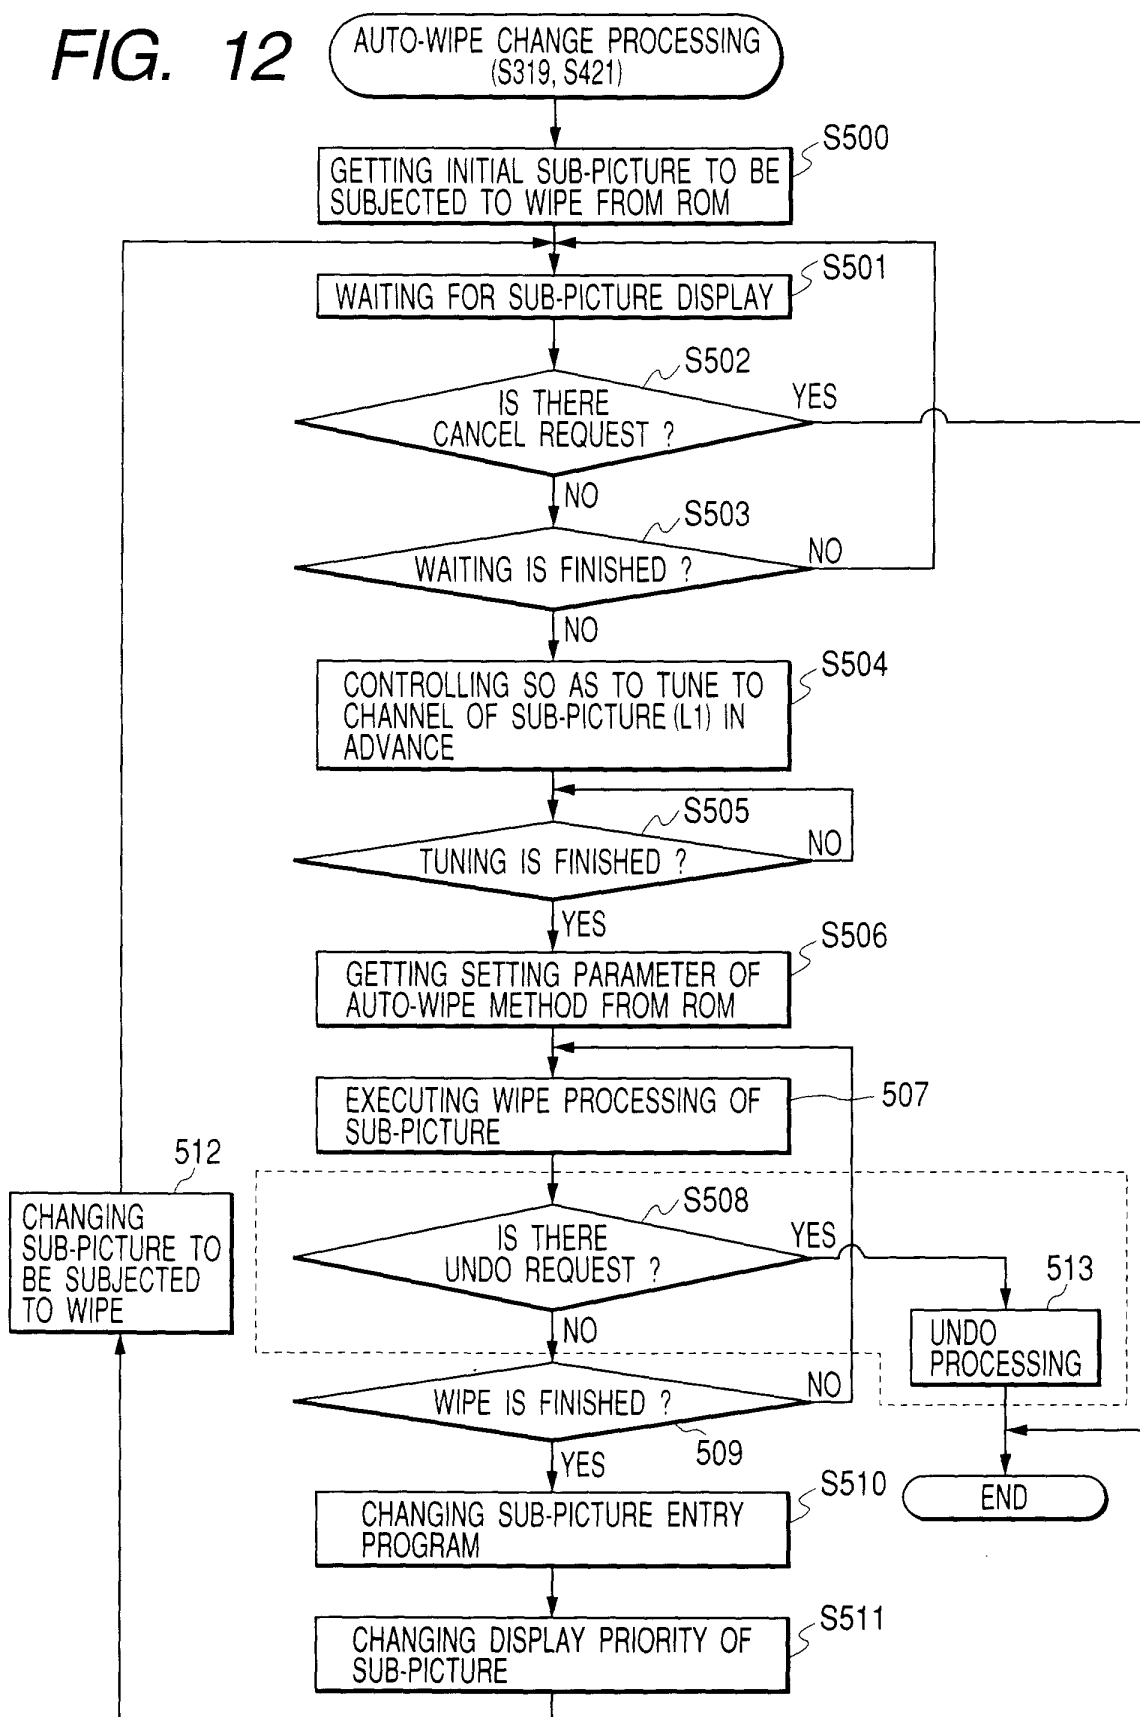 FIG. 12
AUTO-WIPE CHANGE PROCESSING
(S319, S421)
S500
GETTING INITIAL SUB-PICTURE TO BE
SUBJECTED TO WIPE FROM ROM
S501
WAITING FOR SUB-PICTURE DISPLAY
S502
IS THERE
CANCEL REQUEST ?
YES
NO
S503
WAITING IS FINISHED ?
NO
NO
S504
CONTROLLING SO AS TO TUNE TO
CHANNEL OF SUB-PICTURE (L1) IN
ADVANCE
S505
TUNING IS FINISHED ?
NO
YES
S506
GETTING SETTING PARAMETER OF
AUTO-WIPE METHOD FROM ROM
507
EXECUTING WIPE PROCESSING OF
SUB-PICTURE
512
CHANGING
SUB-PICTURE TO
BE SUBJECTED
TO WIPE
S508
IS THERE
UNDO REQUEST ?
YES
NO
513
UNDO
PROCESSING
WIPE IS FINISHED ?
NO
509
YES
END
S510
CHANGING SUB-PICTURE ENTRY
PROGRAM
S511
CHANGING DISPLAY PRIORITY OF
SUB-PICTURE